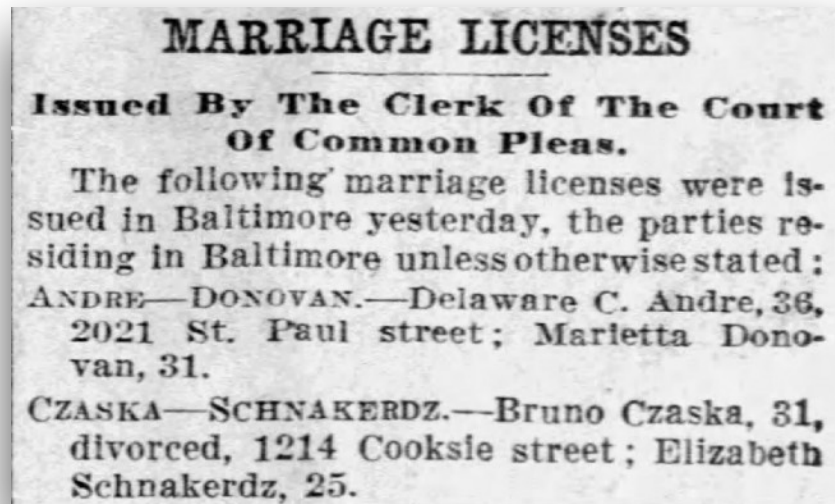 MARRIAGE LICENSES
Issued By The Clerk Of The Court
Of Common Pleas.
The following marriage licenses were is-
sued in Baltimore yesterday, the parties re-
siding in Baltimore unless otherwise stated:
ANDRE—DONOVAN.—Delaware C. Andre, 36,
2021 St. Paul street; Marietta Dono-
van, 31.
CZASKA—SCHNAKERDZ.—Bruno Czaska, 31,
divorced, 1214 Cooksie street; Elizabeth
Schnakerdz, 25.